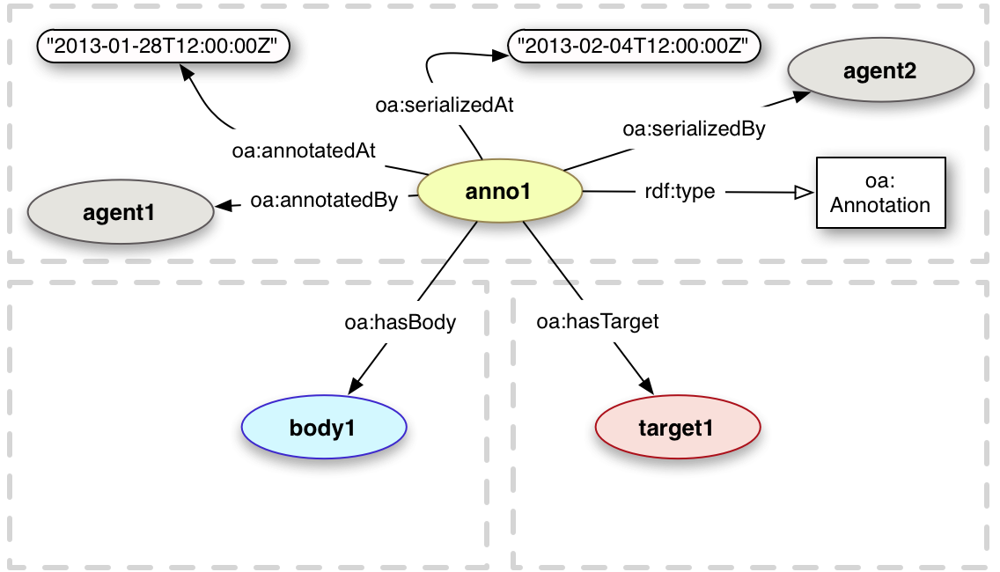 "2013-01-28T12:00:00Z"
"2013-02-04T12:00:00Z"
agent2
oa:serializedAt
oa:serializedBy
oa:annotatedAt
oa:annotatedBy
anno1
rdf:type
oa:
Annotation
agent1
oa:hasBody
oa:hasTarget
body1
target1